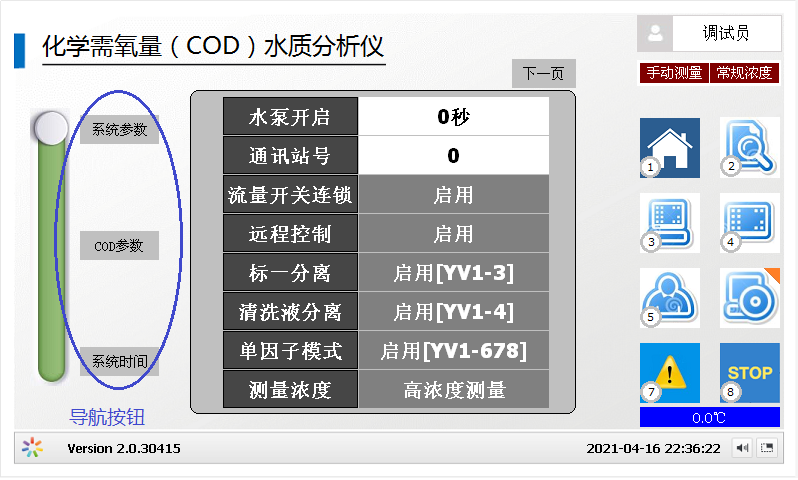 化学需氧量（COD）水质分析仪
调试员
下一页
手动测量 常规浓度
系统参数
COD参数
系统时间
导航按钮
水泵开启 0秒
通讯站号 0
流量开关连锁 启用
远程控制 启用
标一分离 启用[YV1-3]
清洗液分离 启用[YV1-4]
单因子模式 启用[YV1-678]
测量浓度 高浓度测量
1 2
3 4
5
7 8
STOP
0.0℃
Version 2.0.30415 2021-04-16 22:36:22